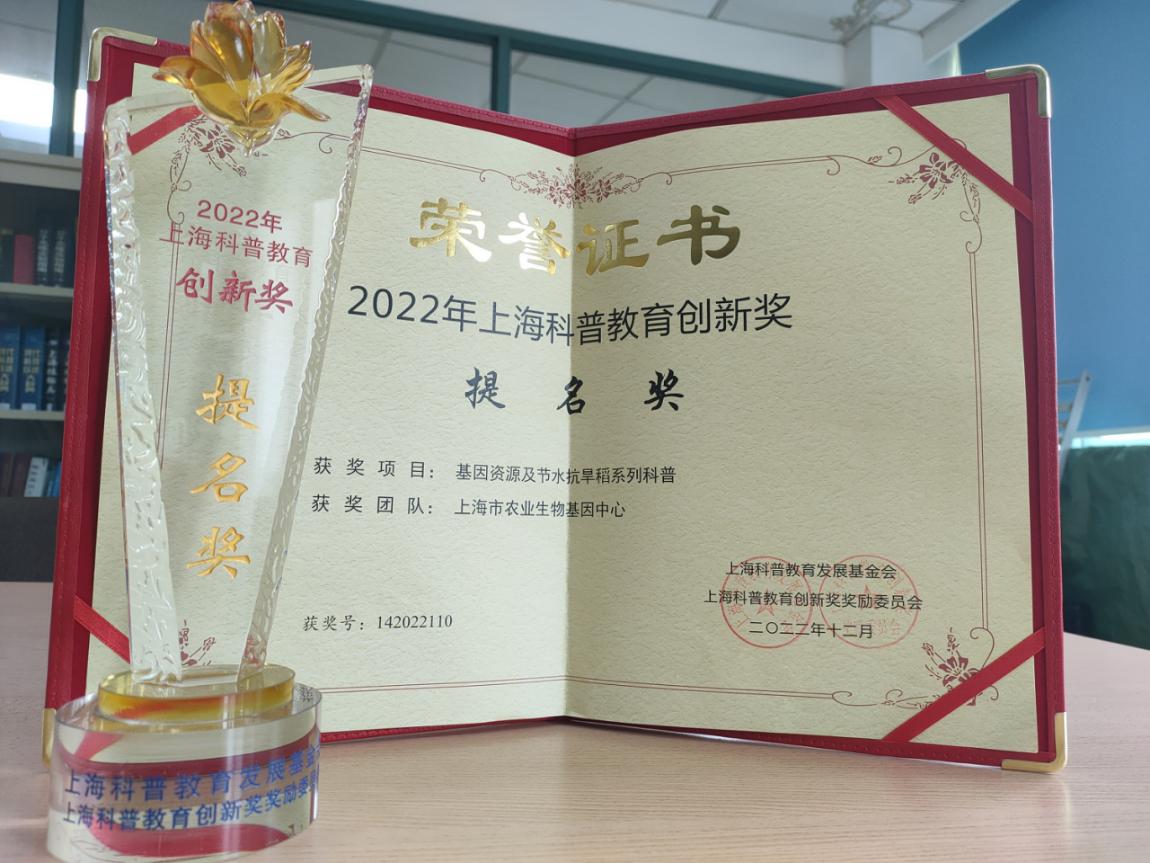 2022年
上海科普教育
创新奖
提
名
奖
上海科普教育发展基金
上海科普教育创新奖奖励委
荣誉证书
2022年上海科普教育创新奖
提名奖
获奖项目：基因资源及节水抗旱稻系列科普
获奖团队：上海市农业生物基因中心
获奖号：142022110
上海科普教育发展基金会
上海科普教育创新奖奖励委员会
二〇二二年十二月